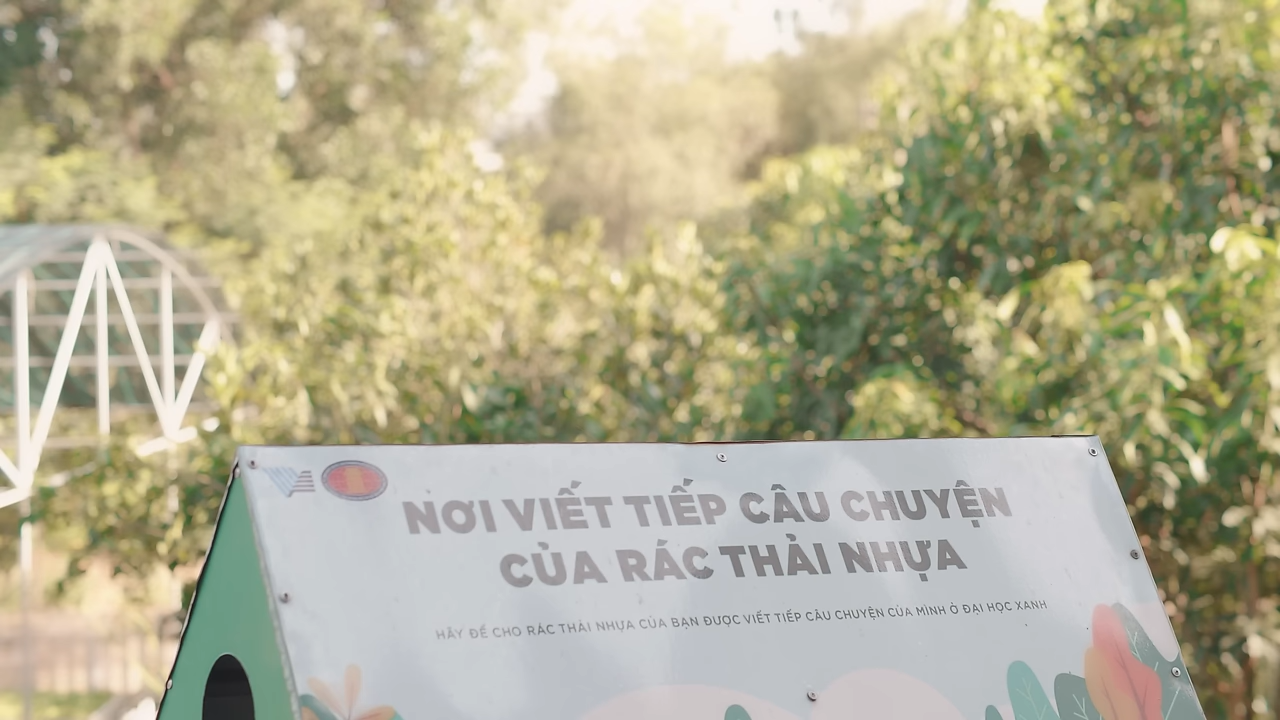 NƠI VIẾT TIẾP CÂU CHUYỆN
CỦA RÁC THẢI NHỰA
HÃY ĐỂ CHO RÁC THẢI NHỰA CỦA BẠN ĐƯỢC VIẾT TIẾP CÂU CHUYỆN CỦA MÌNH Ở ĐẠI HỌC XANH